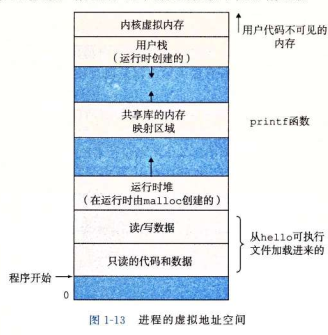 内核虚拟内存
用户代码不可见的
内存
用户栈
(运行时创建的)
共享库的内存
映射区域
printf函数
运行时堆
(在运行时由malloc创建的)
读/写数据
从hello可执行
文件加载进来的
只读的代码和数据
程序开始
0
图 1-13 进程的虚拟地址空间